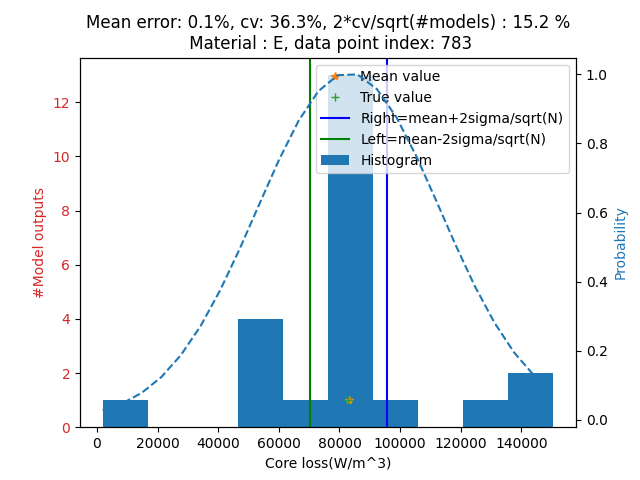 Mean error: 0.1%, cv: 36.3%, 2*cv/sqrt(#models) : 15.2 %
Material : E, data point index: 783
Mean value
True value
Right=mean+2sigma/sqrt(N)
Left=mean-2sigma/sqrt(N)
Histogram
#Model outputs
12
10
8
6
4
2
0
1.0
0.8
0.6
0.4
0.2
0.0
Probability
0
20000
40000
60000
80000
100000
120000
140000
Core loss(W/m^3)